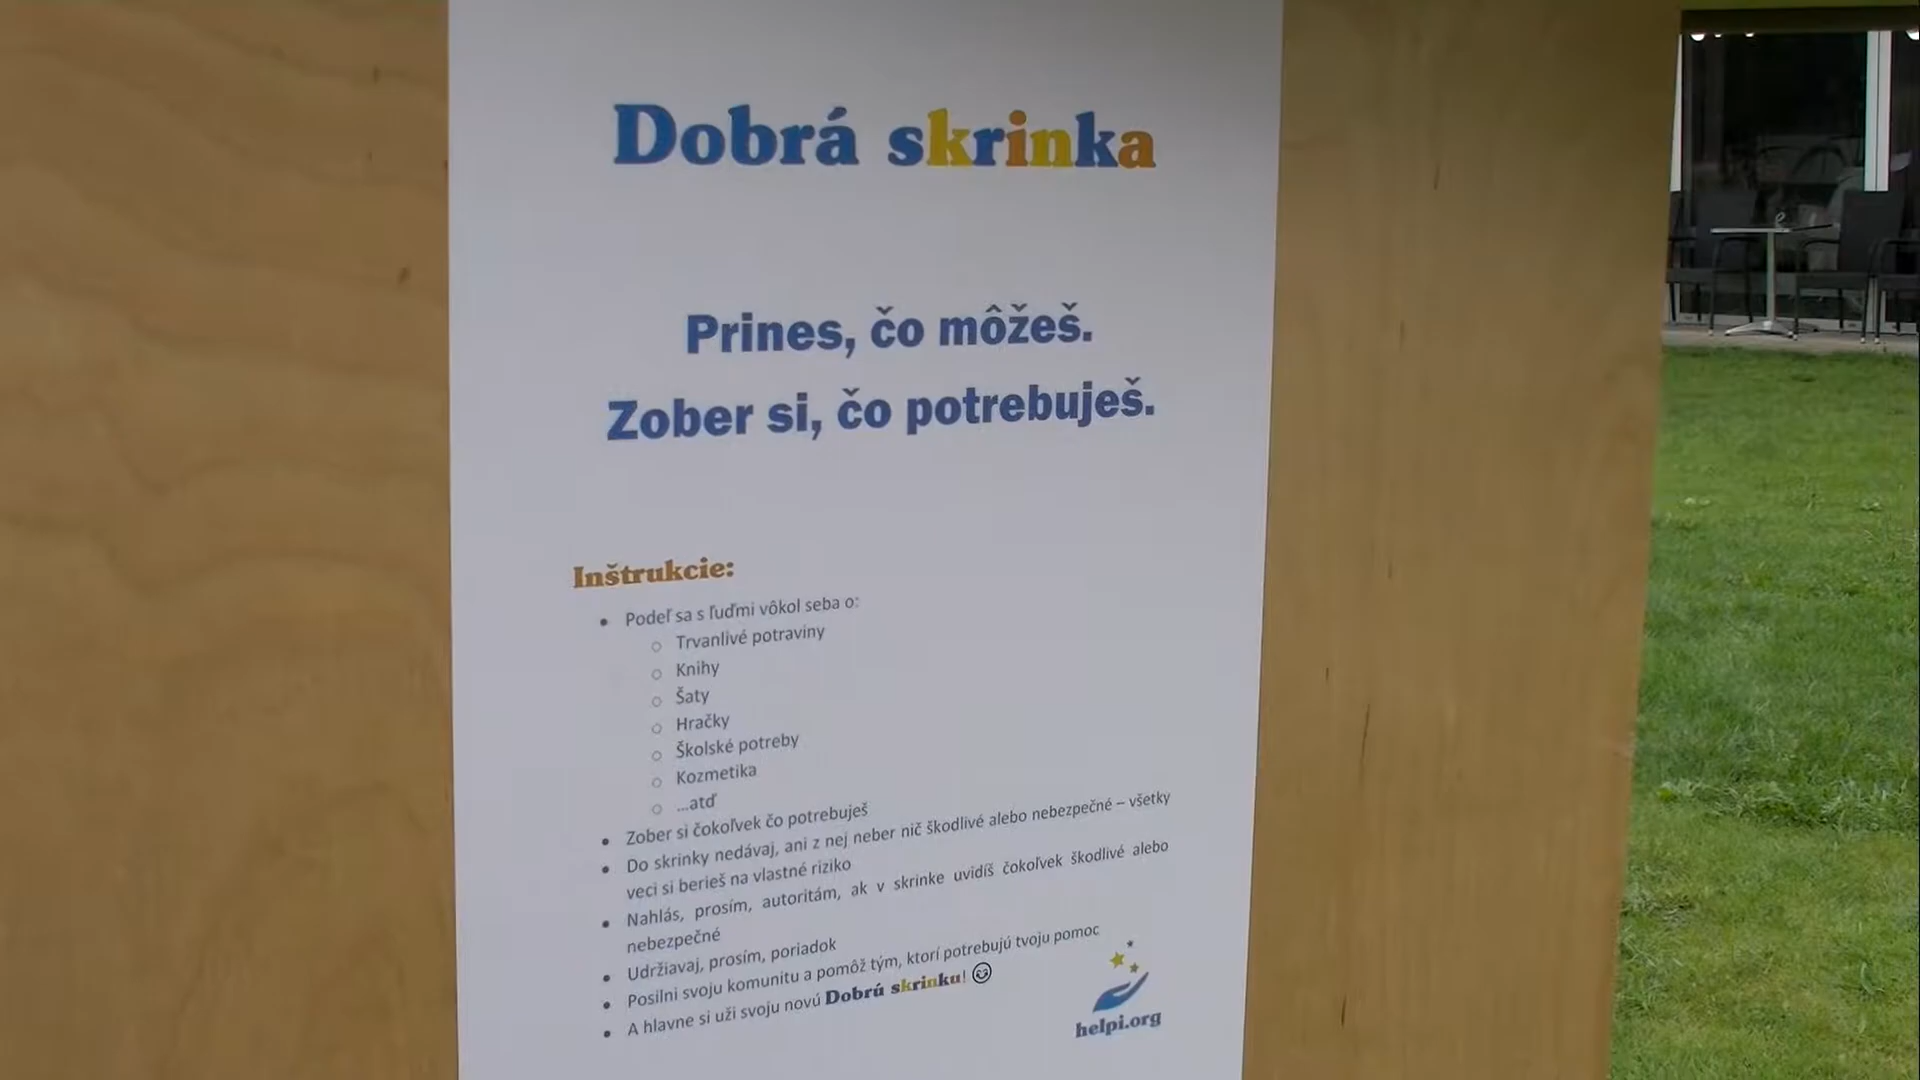 Dobrá skrinka
Prines, čo môžeš.
Zober si, čo potrebuješ.
Inštrukcie:
• Podeľ sa s ľuďmi vôkol seba o:
o Trvanlivé potraviny
o Knihy
o Šaty
o Hračky
o Školské potreby
o Kozmetika
o ...atď
• Zober si čokoľvek čo potrebuješ
• Do skrinky nedávaj, ani z nej neber nič škodlivé alebo nebezpečné – všetky
veci si berieš na vlastné riziko
• Nahlás, prosím, autoritám, ak v skrinke uvidíš čokoľvek škodlivé alebo
nebezpečné
• Udržiavaj, prosím, poriadok
• Posilni svoju komunitu a pomôž tým, ktorí potrebujú tvoju pomoc
• A hlavne si uži svoju novú Dobrú skrinku! 😊
helpi.org